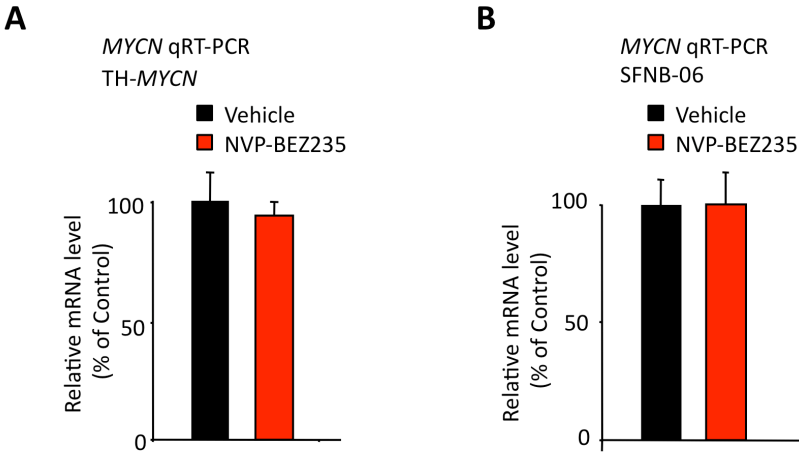 A
MYCN qRT-PCR
TH-MYCN
Vehicle
NVP-BEZ235
Relative mRNA level
(% of Control)
100
50
0
B
MYCN qRT-PCR
SFNB-06
Vehicle
NVP-BEZ235
Relative mRNA level
(% of Control)
100
50
0